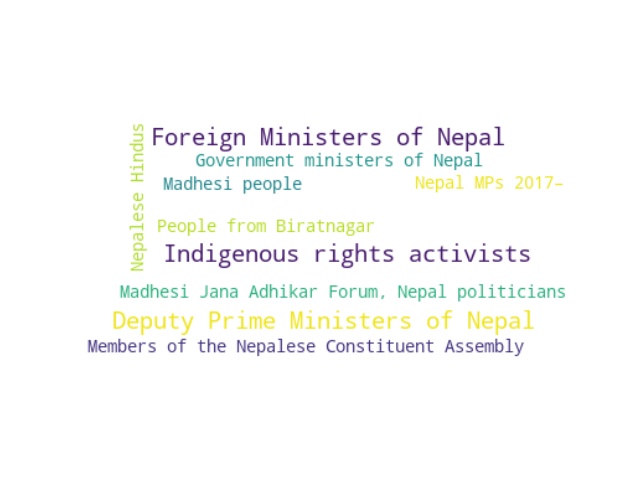 Nepalese Hindus
Foreign Ministers of Nepal
Government ministers of Nepal
Madhesi people
Nepal MPs 2017–
People from Biratnagar
Indigenous rights activists
Madhesi Jana Adhikar Forum, Nepal politicians
Deputy Prime Ministers of Nepal
Members of the Nepalese Constituent Assembly